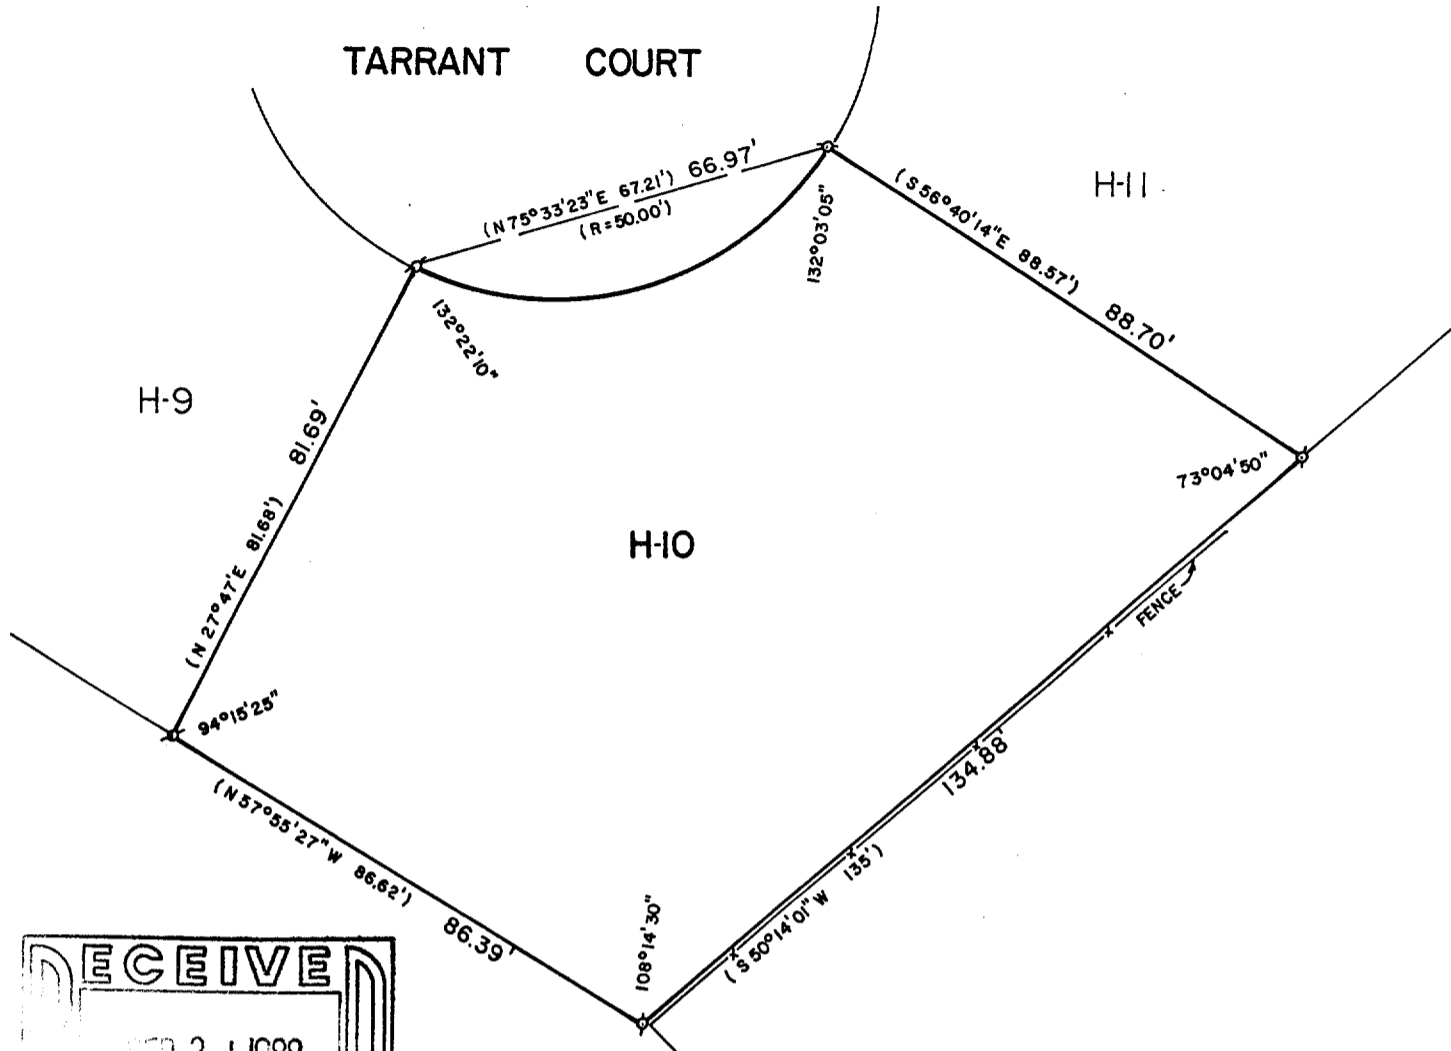 TARRANT COURT
(N 75°33'23"E 67.21') 66.97'
(R=50.00')
H-11
(S 56°40'14"E 88.57') 88.70'
132°03'05"
132°22'10"
H-9
81.69'
(N 27°47'E 81.68')
73°04'50"
H-10
FENCE
94°15'25"
134.88'
(S 50°14'01"W 135')
(N 57°55'27"W 86.62') 86.39'
108°14'30"
ECEIVE